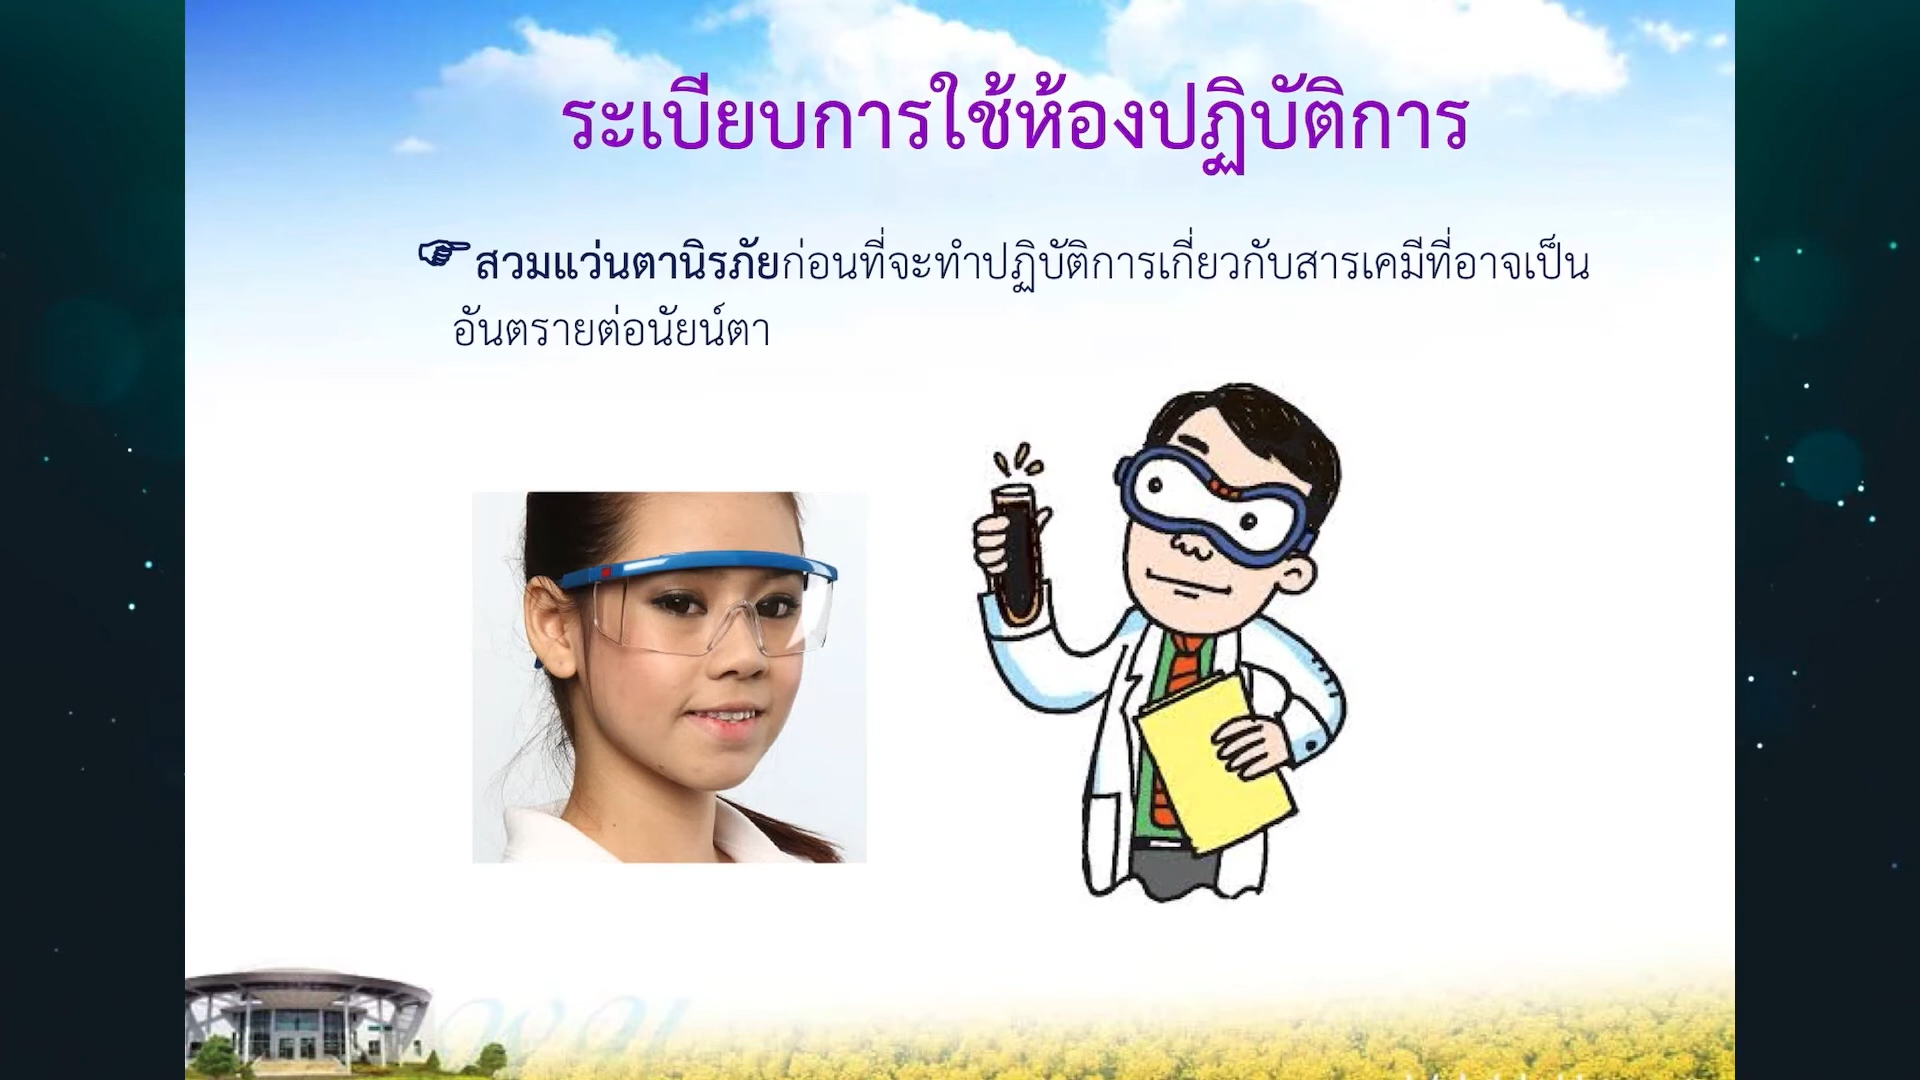 ระเบียบการใช้ห้องปฏิบัติการ
☞สวมแว่นตานิรภัยก่อนที่จะทำปฏิบัติการเกี่ยวกับสารเคมีที่อาจเป็น
อันตรายต่อนัยน์ตา